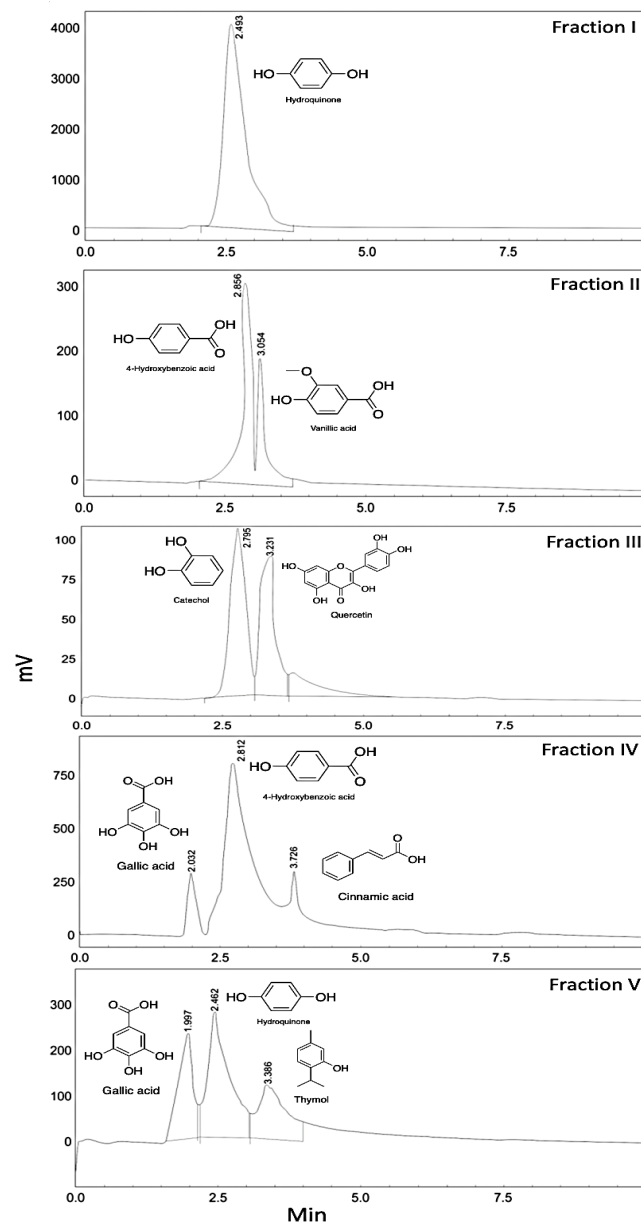 Fraction I
2.493
4000
3000
2000
1000
0
HO
OH
Hydroquinone
0.0 2.5 5.0 7.5
Fraction II
2.856
3.054
300
200
100
0
HO
OH
O
4-Hydroxybenzoic acid
O
HO
OH
O
Vanillic acid
0.0 2.5 5.0 7.5
Fraction III
2.795
3.231
100
75
50
25
0
OH
HO
Catechol
HO
OH
O
OH
OH
O
OH
Quercetin
mV
0.0 2.5 5.0 7.5
Fraction IV
2.032
2.812
3.726
750
500
250
0
O
OH
HO
OH
OH
Gallic acid
HO
OH
O
4-Hydroxybenzoic acid
O
OH
Cinnamic acid
0.0 2.5 5.0 7.5
Fraction V
1.997
2.462
3.386
300
200
100
0
O
OH
HO
OH
OH
Gallic acid
HO
OH
Hydroquinone
OH
Thymol
0.0 2.5 5.0 7.5
Min